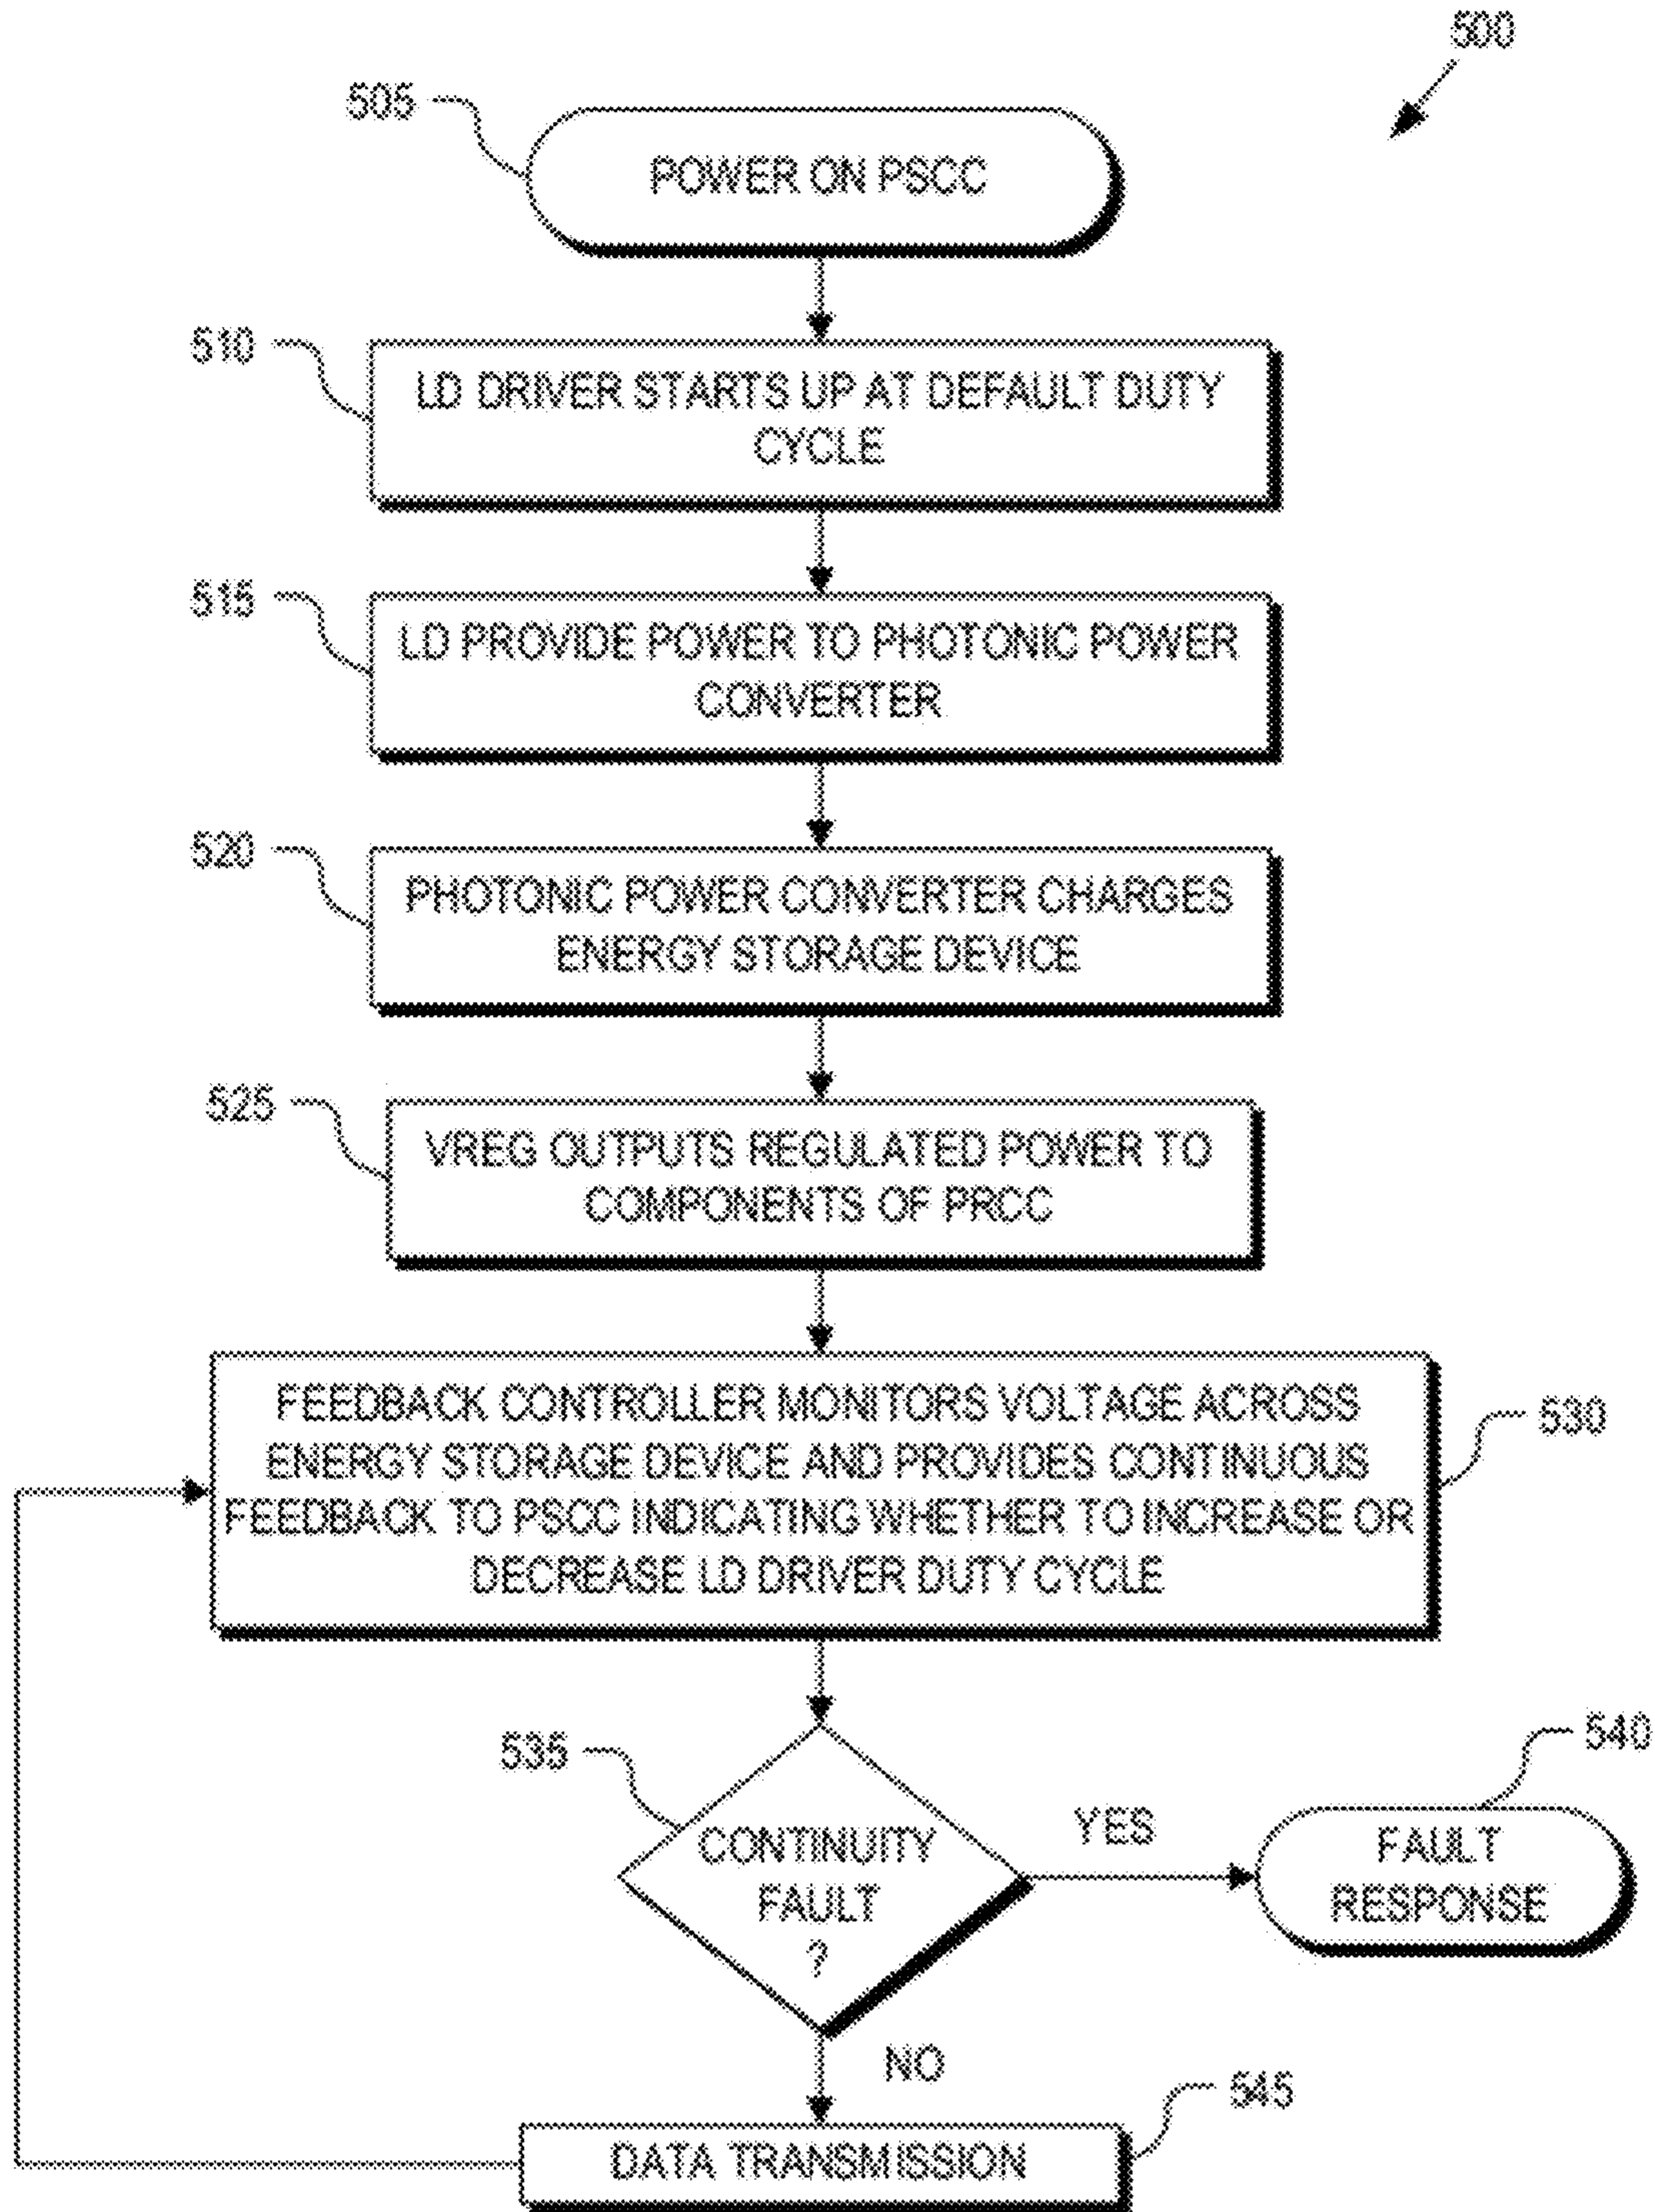 500
505
POWER ON PSCC
510
LD DRIVER STARTS UP AT DEFAULT DUTY
CYCLE
515
LD PROVIDE POWER TO PHOTONIC POWER
CONVERTER
520
PHOTONIC POWER CONVERTER CHARGES
ENERGY STORAGE DEVICE
525
VREG OUTPUTS REGULATED POWER TO
COMPONENTS OF PRCC
FEEDBACK CONTROLLER MONITORS VOLTAGE ACROSS
ENERGY STORAGE DEVICE AND PROVIDES CONTINUOUS
FEEDBACK TO PSCC INDICATING WHETHER TO INCREASE OR
DECREASE LD DRIVER DUTY CYCLE
530
535
CONTINUITY
FAULT
?
YES
540
FAULT
RESPONSE
NO
545
DATA TRANSMISSION